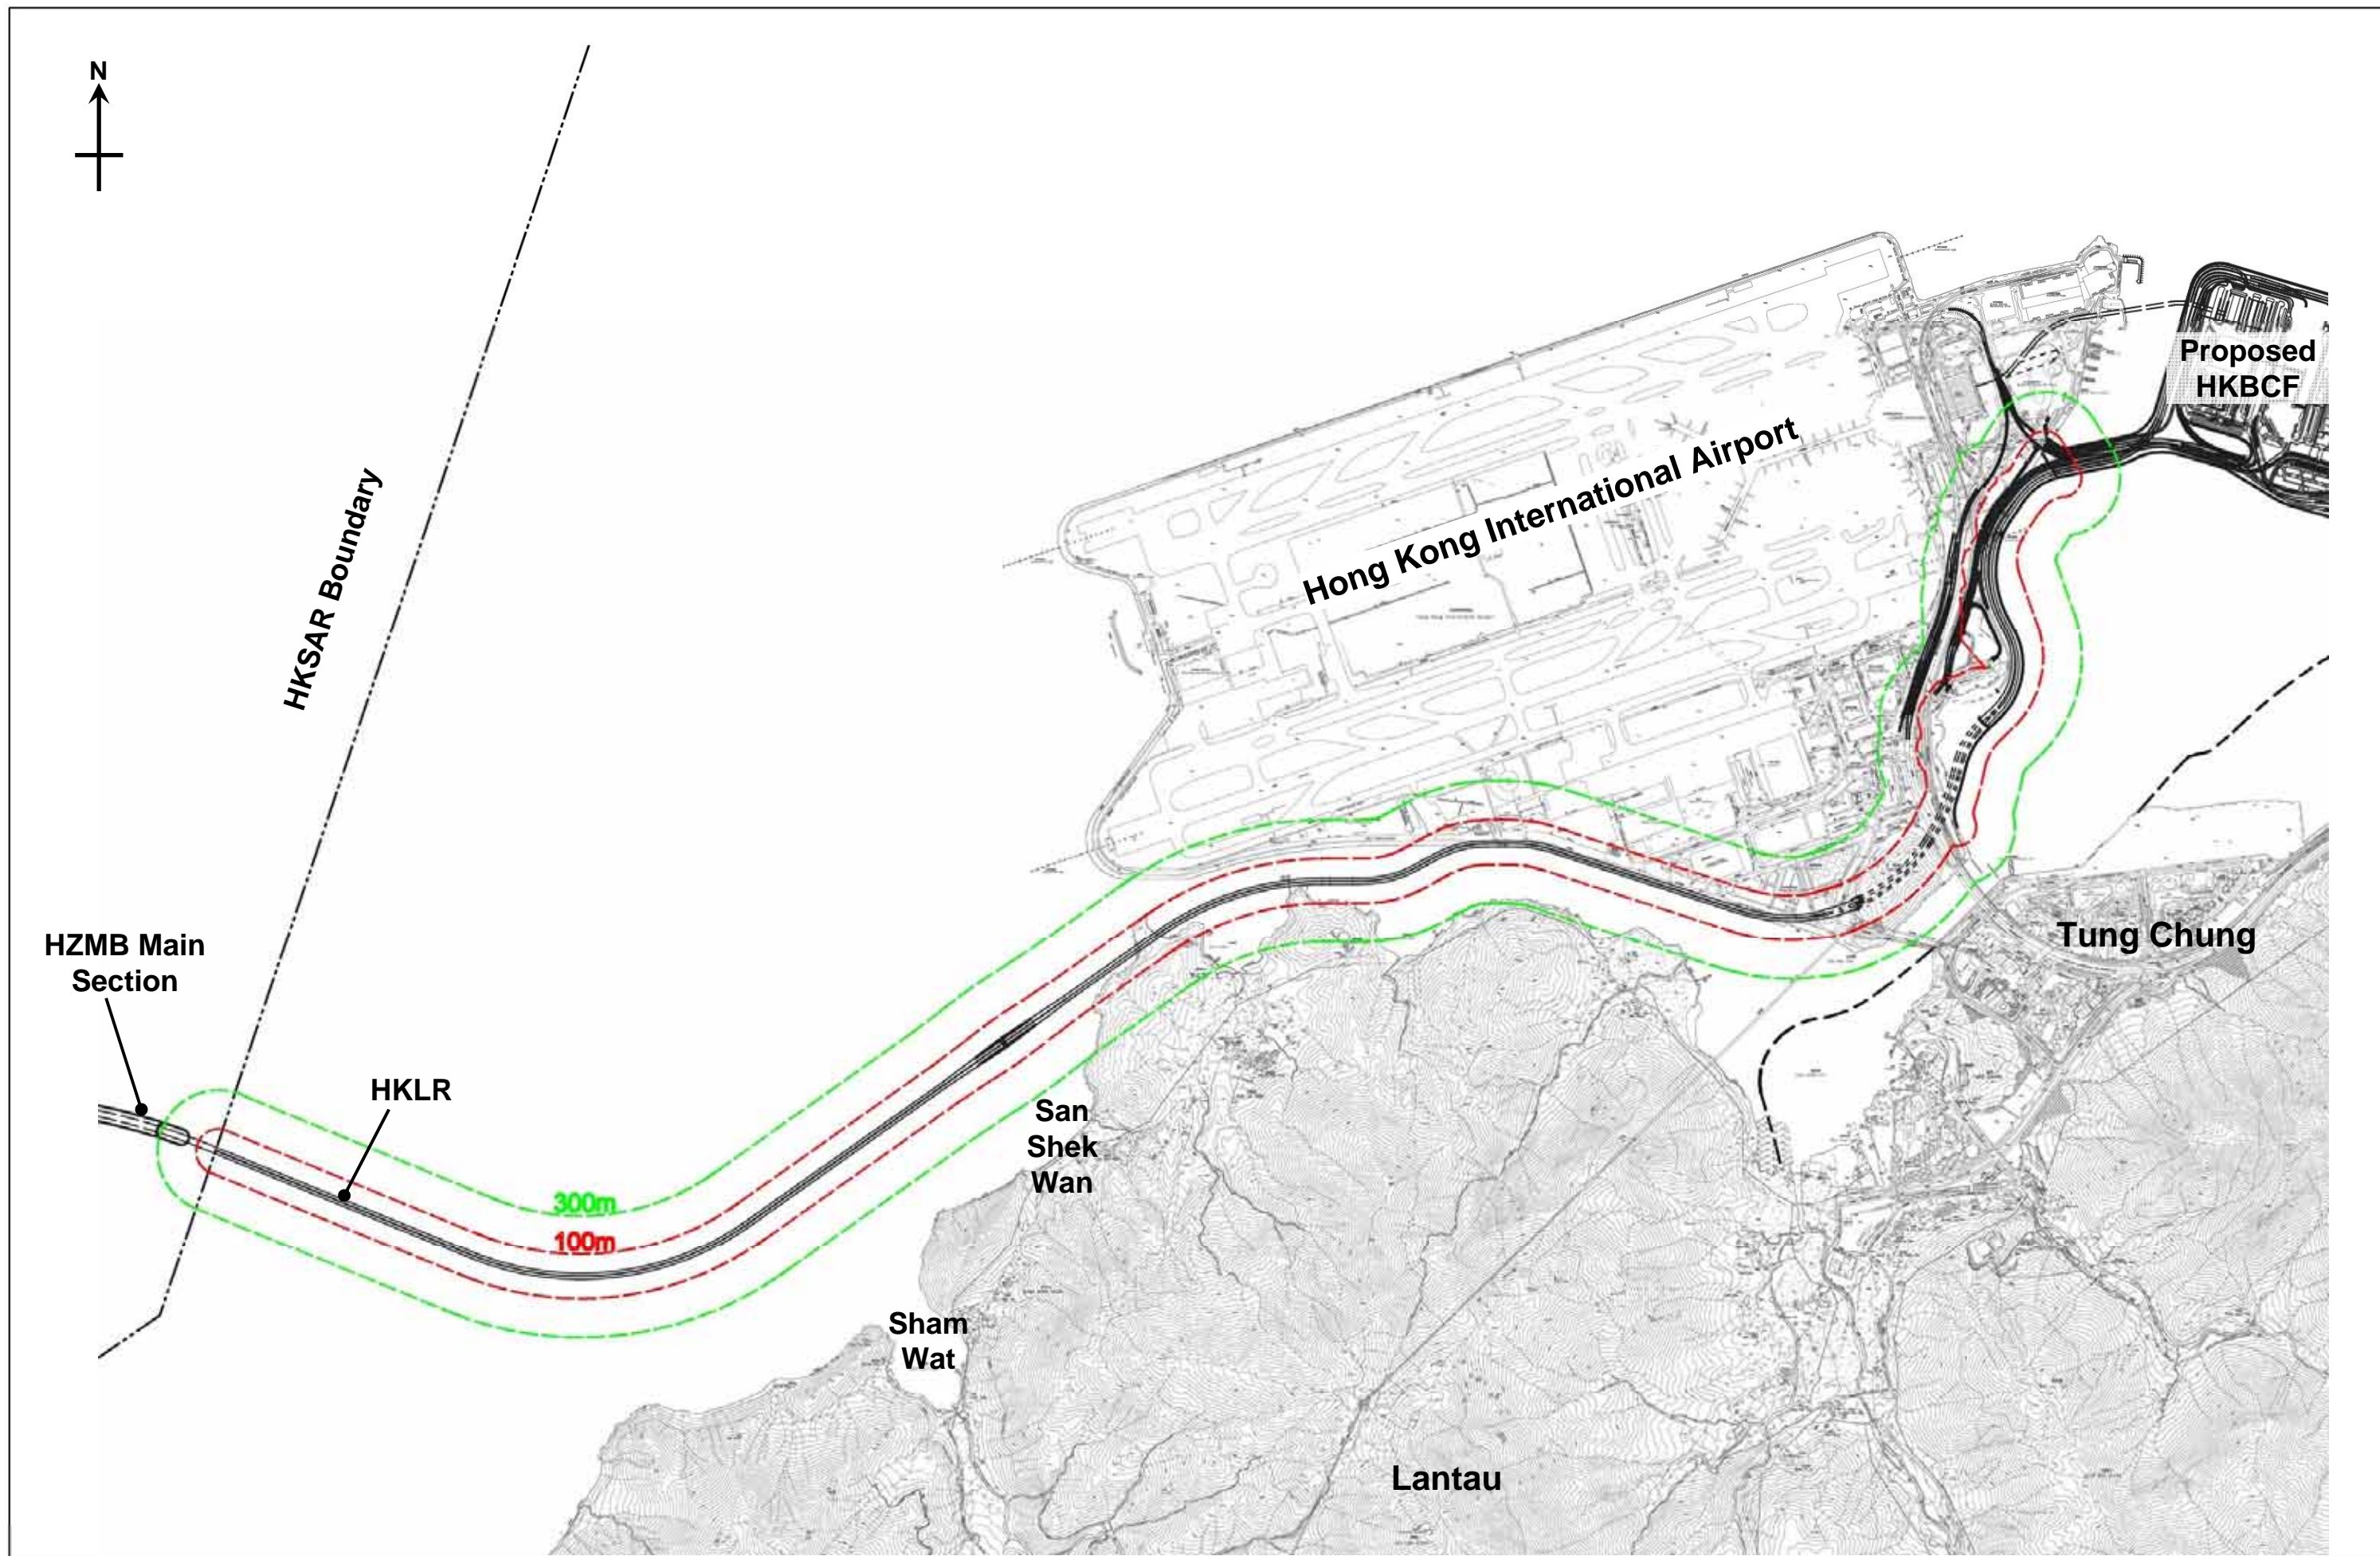 N
Proposed
HKBCF
Hong Kong International Airport
HKSAR Boundary
HZMB Main
Section
Tung Chung
HKLR
San
Shek
Wan
300m
100m
Sham
Wat
Lantau